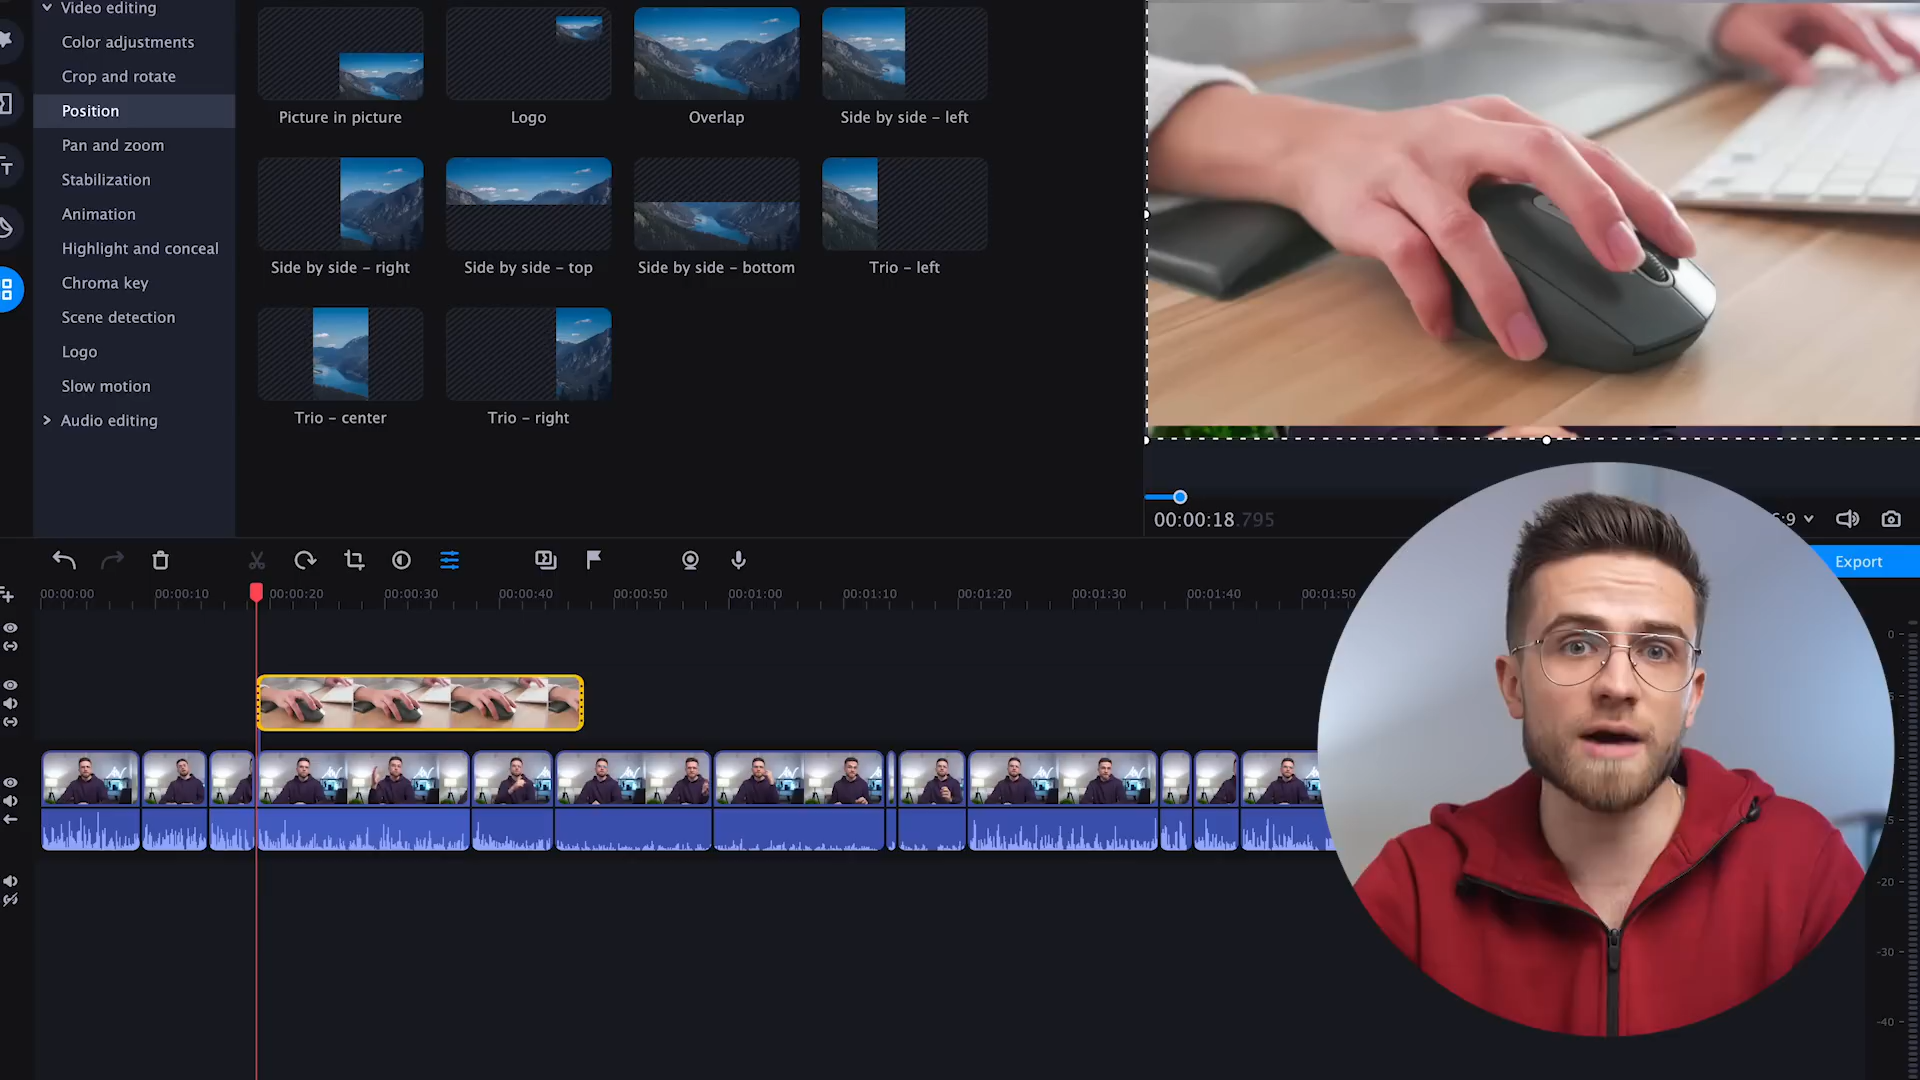 Video editing
Color adjustments
Crop and rotate
Position
Pan and zoom
Stabilization
Animation
Highlight and conceal
Chroma key
Scene detection
Logo
Slow motion
Audio editing
Picture in picture
Logo
Overlap
Side by side – left
Side by side – right
Side by side – top
Side by side – bottom
Trio – left
Trio – center
Trio – right
00:00:18.795
:9
Export
00:00:00 00:00:10 00:00:20 00:00:30 00:00:40 00:00:50 00:01:00 00:01:10 00:01:20 00:01:30 00:01:40 00:01:50
0
-20
-30
-40